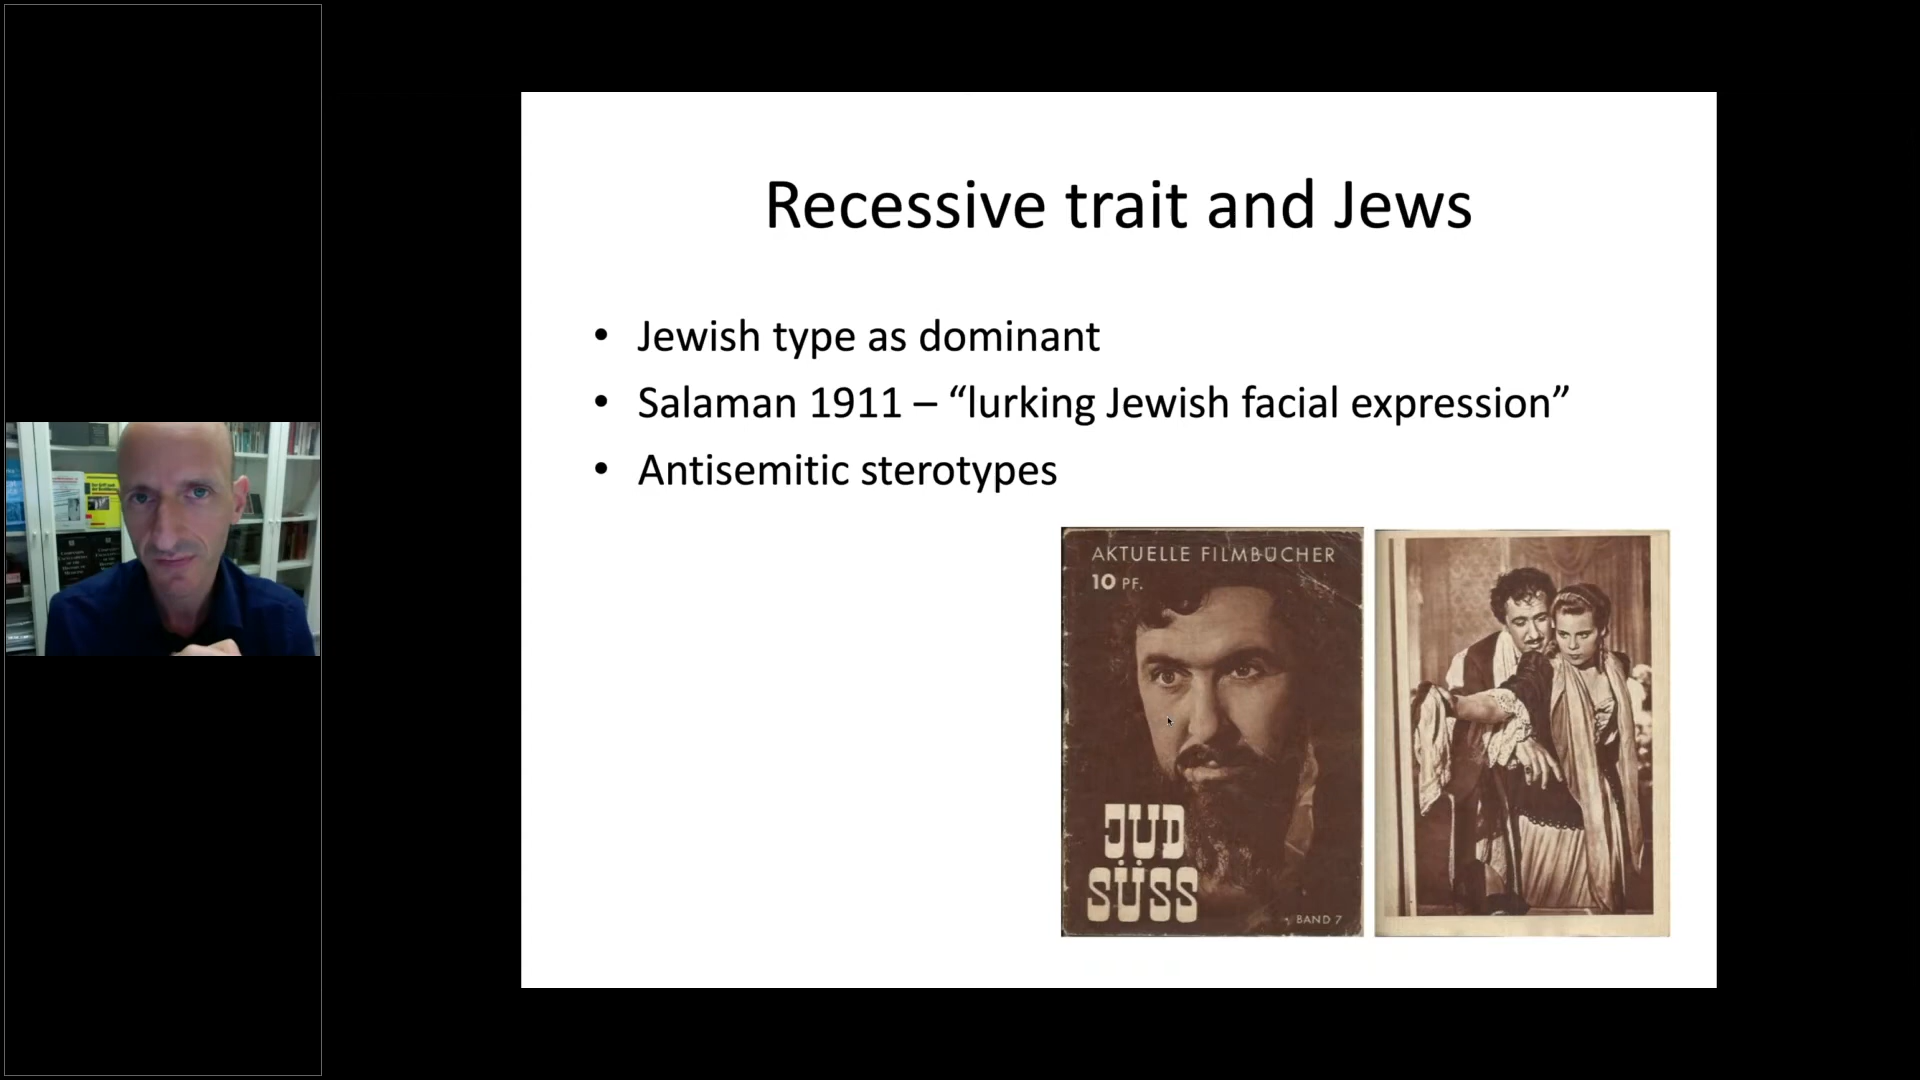 Recessive trait and Jews
• Jewish type as dominant
• Salaman 1911 – “lurking Jewish facial expression”
• Antisemitic sterotypes
AKTUELLE FILMBÜCHER
10 PF.
JUD
SÜSS
BAND 7